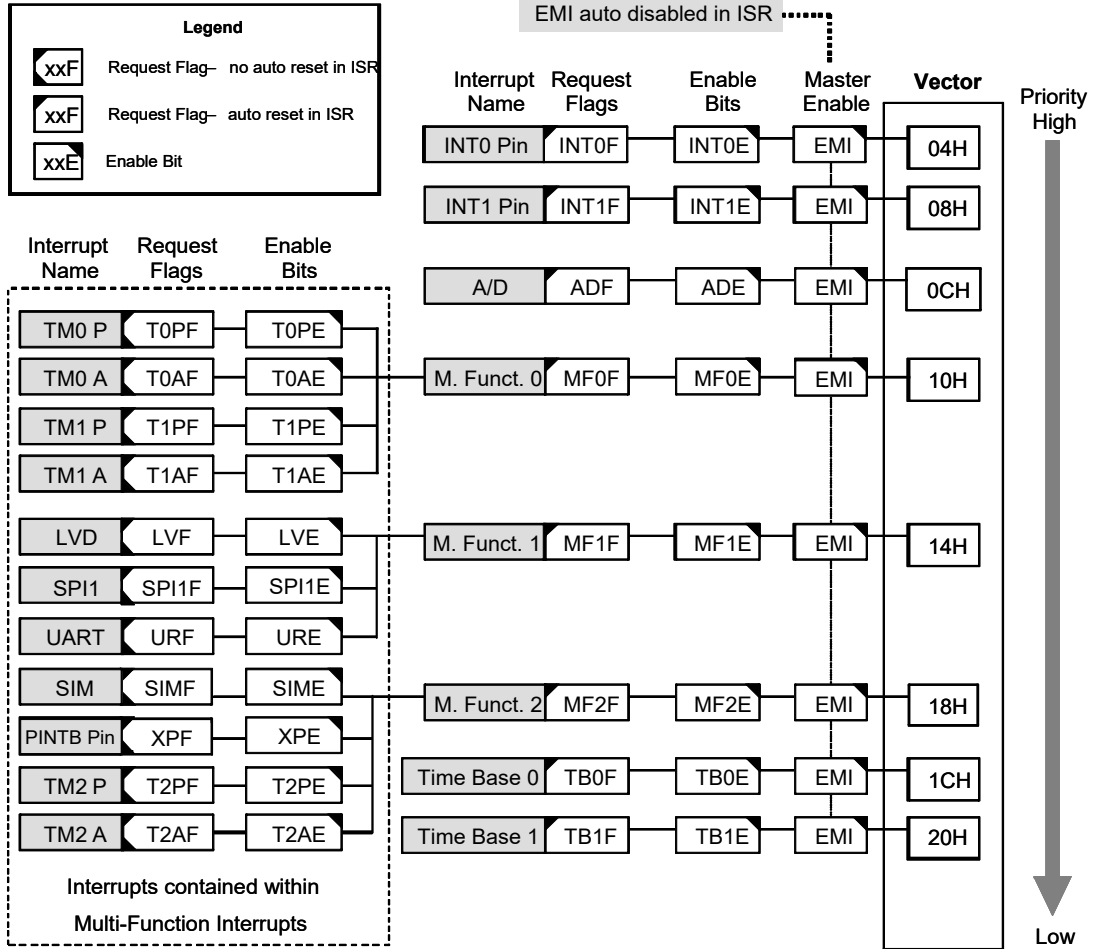 EMI auto disabled in ISR
Legend
xxF Request Flag– no auto reset in ISR
xxF Request Flag– auto reset in ISR
xxE Enable Bit
Interrupt Name Request Flags Enable Bits Master Enable Vector Priority High
INT0 Pin INT0F INT0E EMI 04H
INT1 Pin INT1F INT1E EMI 08H
A/D ADF ADE EMI 0CH
Interrupt Name Request Flags Enable Bits
TM0 P T0PF T0PE
TM0 A T0AF T0AE M. Funct. 0 MF0F MF0E EMI 10H
TM1 P T1PF T1PE
TM1 A T1AF T1AE
LVD LVF LVE M. Funct. 1 MF1F MF1E EMI 14H
SPI1 SPI1F SPI1E
UART URF URE
SIM SIMF SIME M. Funct. 2 MF2F MF2E EMI 18H
PINTB Pin XPF XPE
TM2 P T2PF T2PE Time Base 0 TB0F TB0E EMI 1CH
TM2 A T2AF T2AE Time Base 1 TB1F TB1E EMI 20H
Interrupts contained within
Multi-Function Interrupts
Low